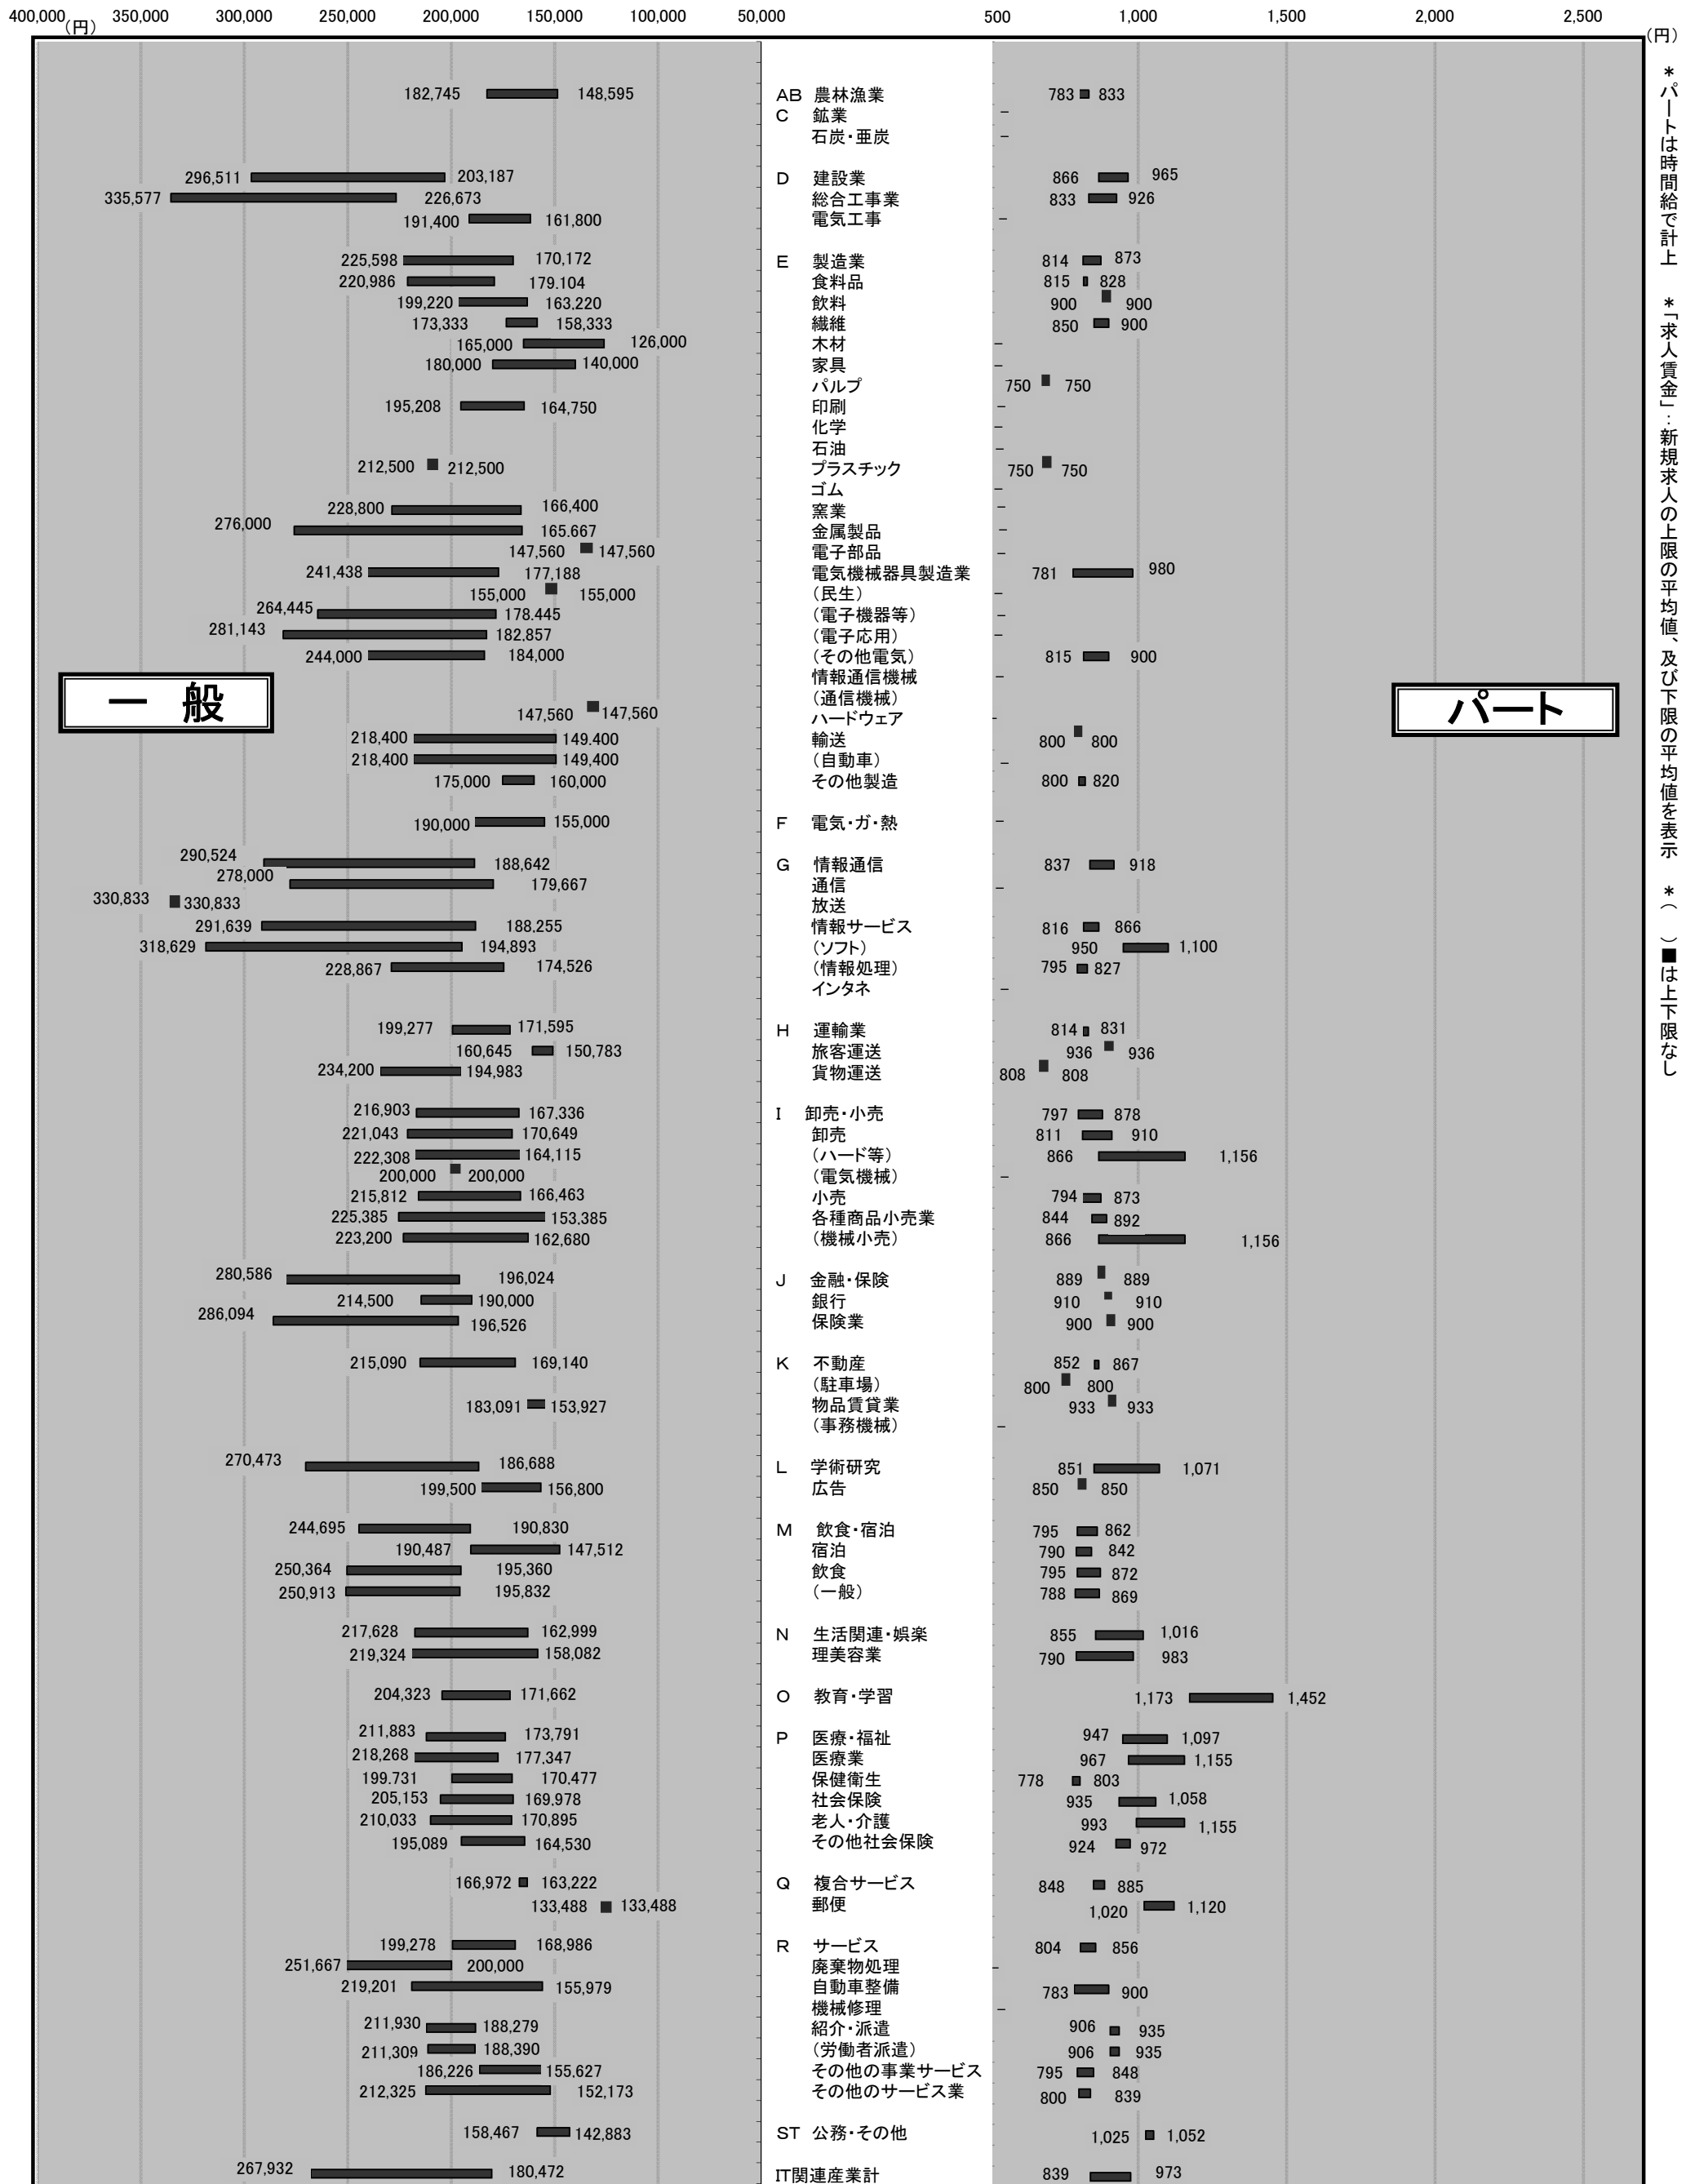 400,000 350,000 300,000 250,000 200,000 150,000 100,000 50,000 500 1,000 1,500 2,000 2,500
(円) (円)
182,745 148,595 AB 農林漁業 783 833
C 鉱業 -
石炭・亜炭 -
296,511 203,187 D 建設業 866 965
335,577 226,673 総合工事業 833 926
191,400 161,800 電気工事 -
225,598 170,172 E 製造業 814 873
220,986 179.104 食料品 815 828
199,220 163,220 飲料 900 900
173,333 158,333 繊維 850 900
165,000 126,000 木材 -
180,000 140,000 家具 -
パルプ 750 750
195,208 164,750 印刷 -
化学 -
石油 -
212,500 212,500 プラスチック 750 750
ゴム -
228,800 166,400 窯業 -
276,000 165.667 金属製品 -
147,560 147,560 電子部品 -
241,438 177,188 電気機械器具製造業 781 980
155,000 155,000 (民生) -
264,445 178.445 (電子機器等) -
281,143 182,857 (電子応用) -
244,000 184,000 (その他電気) 815 900
情報通信機械 -
一 般
パート
(通信機械)
147,560 147,560 ハードウェア -
218,400 149.400 輸送 800 800
218,400 149,400 (自動車) -
175,000 160,000 その他製造 800 820
190,000 155,000 F 電気・ガ・熱 -
290,524 188,642 G 情報通信 837 918
278,000 179,667 通信 -
330,833 330,833 放送
291,639 188,255 情報サービス 816 866
318,629 194,893 (ソフト) 950 1,100
228,867 174,526 (情報処理) 795 827
インタネ -
199,277 171,595 H 運輸業 814 831
160,645 150,783 旅客運送 936 936
234,200 194,983 貨物運送 808 808
216,903 167,336 I 卸売・小売 797 878
221,043 170,649 卸売 811 910
222,308 164,115 (ハード等) 866 1,156
200,000 200,000 (電気機械) -
215,812 166,463 小売 794 873
225,385 153,385 各種商品小売業 844 892
223,200 162,680 (機械小売) 866 1,156
280,586 196,024 J 金融・保険 889 889
214,500 190,000 銀行 910 910
286,094 196,526 保険業 900 900
215,090 169,140 K 不動産 852 867
(駐車場) 800 800
183,091 153,927 物品賃貸業 933 933
(事務機械) -
270,473 186,688 L 学術研究 851 1,071
199,500 156,800 広告 850 850
244,695 190,830 M 飲食・宿泊 795 862
190,487 147,512 宿泊 790 842
250,364 195,360 飲食 795 872
250,913 195,832 (一般) 788 869
217,628 162,999 N 生活関連・娯楽 855 1,016
219,324 158,082 理美容業 790 983
204,323 171,662 O 教育・学習 1,173 1,452
211,883 173,791 P 医療・福祉 947 1,097
218,268 177,347 医療業 967 1,155
199.731 170,477 保健衛生 778 803
205,153 169,978 社会保険 935 1,058
210,033 170,895 老人・介護 993 1,155
195,089 164,530 その他社会保険 924 972
166,972 163,222 Q 複合サービス 848 885
133,488 133,488 郵便 1,020 1,120
199,278 168,986 R サービス 804 856
251,667 200,000 廃棄物処理 -
219,201 155,979 自動車整備 783 900
機械修理 -
211,930 188,279 紹介・派遣 906 935
211,309 188,390 (労働者派遣) 906 935
186,226 155,627 その他の事業サービス 795 848
212,325 152,173 その他のサービス業 800 839
158,467 142,883 ST 公務・その他 1,025 1,052
267,932 180,472 IT関連産業計 839 973
*パートは時間給で計上 *「求人賃金」:新規求人の上限の平均値、及び下限の平均値を表示 *( )■は上下限なし